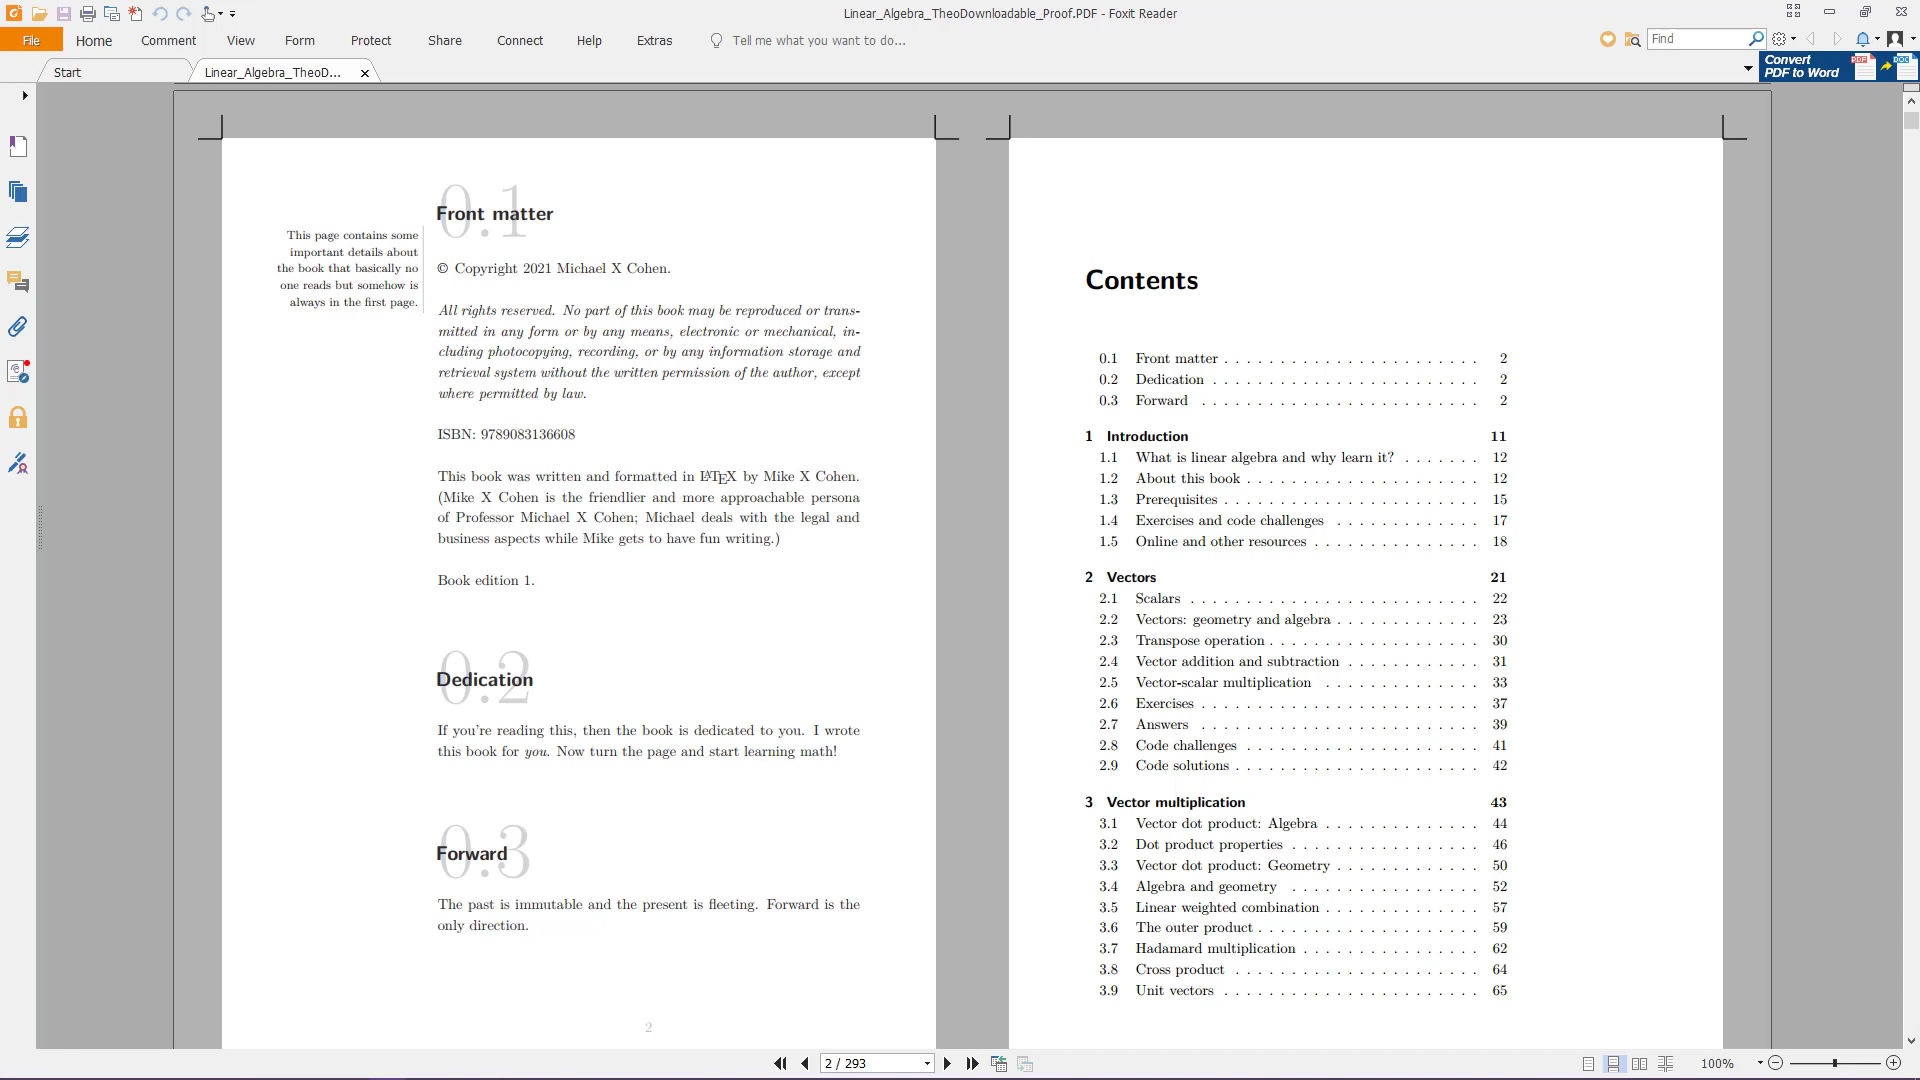 Linear_Algebra_TheoDownloadable_Proof.PDF - Foxit Reader
File Home Comment View Form Protect Share Connect Help Extras Tell me what you want to do... Find
Start Linear_Algebra_TheoD...
Convert
PDF to Word
PDF DOC
0.1
Front matter
This page contains some
important details about
the book that basically no
one reads but somehow is
always in the first page.
© Copyright 2021 Michael X Cohen.
All rights reserved. No part of this book may be reproduced or trans-
mitted in any form or by any means, electronic or mechanical, in-
cluding photocopying, recording, or by any information storage and
retrieval system without the written permission of the author, except
where permitted by law.
ISBN: 9789083136608
This book was written and formatted in LATEX by Mike X Cohen.
(Mike X Cohen is the friendlier and more approachable persona
of Professor Michael X Cohen; Michael deals with the legal and
business aspects while Mike gets to have fun writing.)
Book edition 1.
0.2
Dedication
If you're reading this, then the book is dedicated to you. I wrote
this book for you. Now turn the page and start learning math!
0.3
Forward
The past is immutable and the present is fleeting. Forward is the
only direction.
2
Contents
0.1 Front matter . . . . . . . . . . . . . . . . . . . . . . . 2
0.2 Dedication . . . . . . . . . . . . . . . . . . . . . . . . 2
0.3 Forward . . . . . . . . . . . . . . . . . . . . . . . . . 2
1 Introduction 11
1.1 What is linear algebra and why learn it? . . . . . . . 12
1.2 About this book . . . . . . . . . . . . . . . . . . . . . 12
1.3 Prerequisites . . . . . . . . . . . . . . . . . . . . . . . 15
1.4 Exercises and code challenges . . . . . . . . . . . . . 17
1.5 Online and other resources . . . . . . . . . . . . . . . 18
2 Vectors 21
2.1 Scalars . . . . . . . . . . . . . . . . . . . . . . . . . . 22
2.2 Vectors: geometry and algebra . . . . . . . . . . . . . 23
2.3 Transpose operation . . . . . . . . . . . . . . . . . . . 30
2.4 Vector addition and subtraction . . . . . . . . . . . . 31
2.5 Vector-scalar multiplication . . . . . . . . . . . . . . 33
2.6 Exercises . . . . . . . . . . . . . . . . . . . . . . . . . 37
2.7 Answers . . . . . . . . . . . . . . . . . . . . . . . . . 39
2.8 Code challenges . . . . . . . . . . . . . . . . . . . . . 41
2.9 Code solutions . . . . . . . . . . . . . . . . . . . . . . 42
3 Vector multiplication 43
3.1 Vector dot product: Algebra . . . . . . . . . . . . . . 44
3.2 Dot product properties . . . . . . . . . . . . . . . . . 46
3.3 Vector dot product: Geometry . . . . . . . . . . . . . 50
3.4 Algebra and geometry . . . . . . . . . . . . . . . . . 52
3.5 Linear weighted combination . . . . . . . . . . . . . . 57
3.6 The outer product . . . . . . . . . . . . . . . . . . . . 59
3.7 Hadamard multiplication . . . . . . . . . . . . . . . . 62
3.8 Cross product . . . . . . . . . . . . . . . . . . . . . . 64
3.9 Unit vectors . . . . . . . . . . . . . . . . . . . . . . . 65
2 / 293
100%